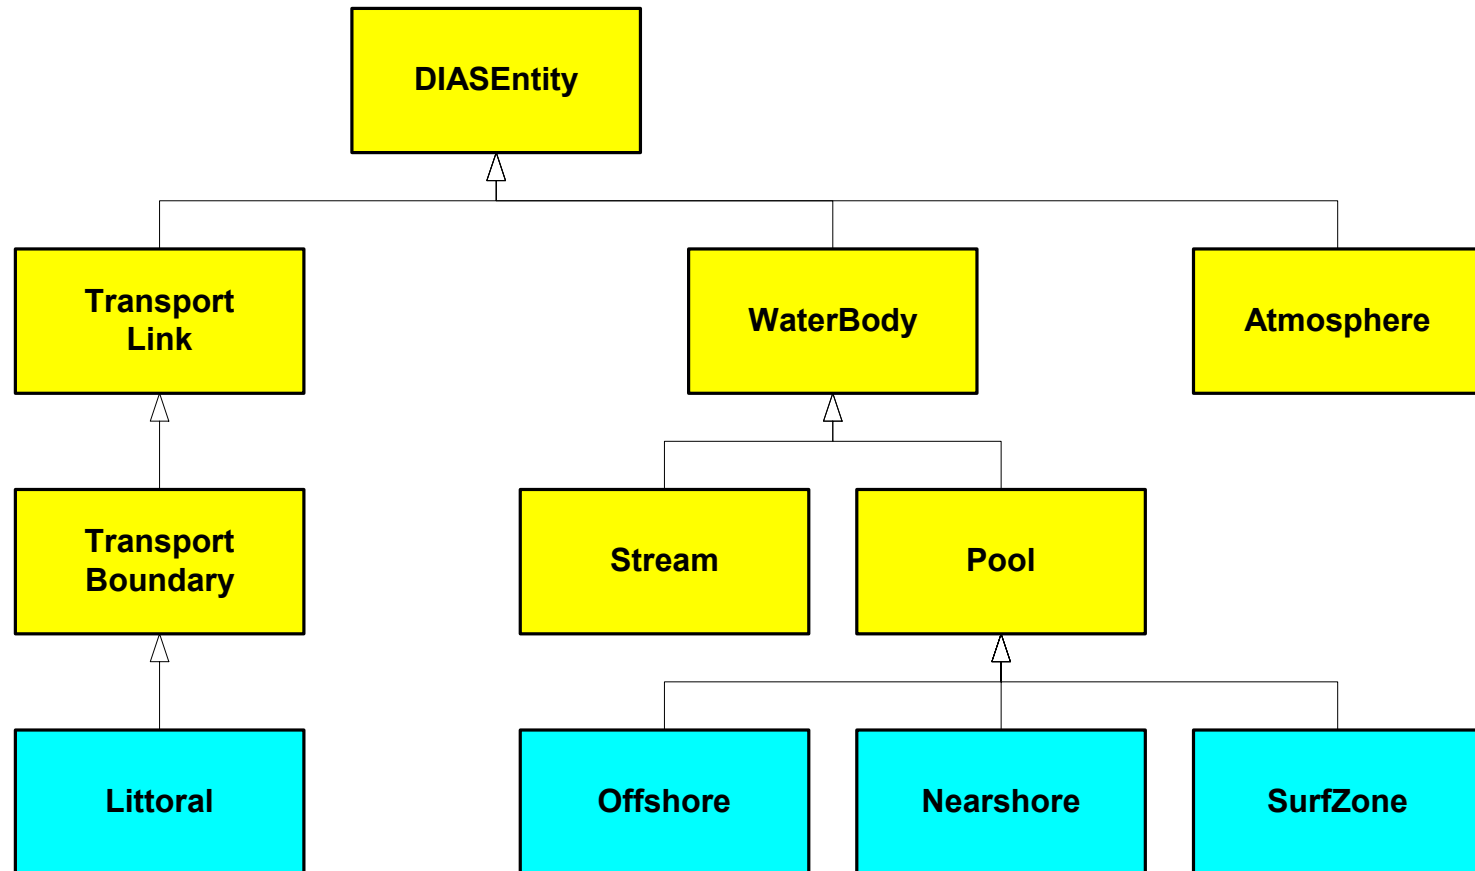 DIASEntity
Transport
Link
WaterBody
Atmosphere
Transport
Boundary
Stream
Pool
Littoral
Offshore
Nearshore
SurfZone